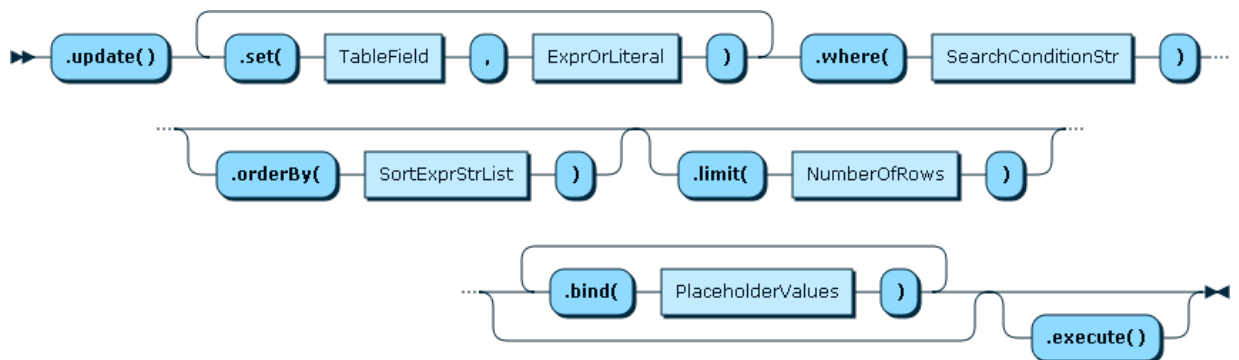 .update() .set( TableField , ExprOrLiteral ) .where( SearchConditionStr )
.orderBy( SortExprStrList ) .limit( NumberOfRows )
.bind( PlaceholderValues )
.execute()